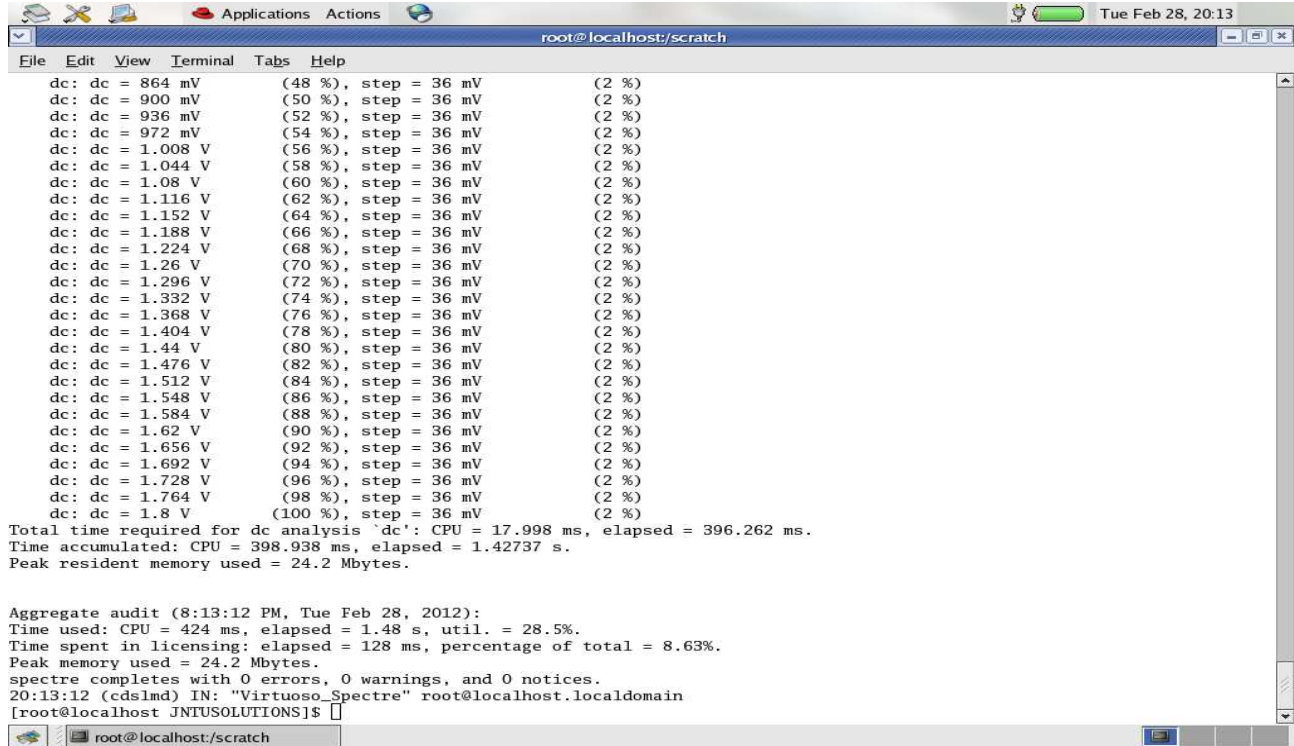 Applications Actions Tue Feb 28, 20:13
root@localhost:/scratch
File Edit View Terminal Tabs Help
dc: dc = 864 mV (48 %), step = 36 mV (2 %)
dc: dc = 900 mV (50 %), step = 36 mV (2 %)
dc: dc = 936 mV (52 %), step = 36 mV (2 %)
dc: dc = 972 mV (54 %), step = 36 mV (2 %)
dc: dc = 1.008 V (56 %), step = 36 mV (2 %)
dc: dc = 1.044 V (58 %), step = 36 mV (2 %)
dc: dc = 1.08 V (60 %), step = 36 mV (2 %)
dc: dc = 1.116 V (62 %), step = 36 mV (2 %)
dc: dc = 1.152 V (64 %), step = 36 mV (2 %)
dc: dc = 1.188 V (66 %), step = 36 mV (2 %)
dc: dc = 1.224 V (68 %), step = 36 mV (2 %)
dc: dc = 1.26 V (70 %), step = 36 mV (2 %)
dc: dc = 1.296 V (72 %), step = 36 mV (2 %)
dc: dc = 1.332 V (74 %), step = 36 mV (2 %)
dc: dc = 1.368 V (76 %), step = 36 mV (2 %)
dc: dc = 1.404 V (78 %), step = 36 mV (2 %)
dc: dc = 1.44 V (80 %), step = 36 mV (2 %)
dc: dc = 1.476 V (82 %), step = 36 mV (2 %)
dc: dc = 1.512 V (84 %), step = 36 mV (2 %)
dc: dc = 1.548 V (86 %), step = 36 mV (2 %)
dc: dc = 1.584 V (88 %), step = 36 mV (2 %)
dc: dc = 1.62 V (90 %), step = 36 mV (2 %)
dc: dc = 1.656 V (92 %), step = 36 mV (2 %)
dc: dc = 1.692 V (94 %), step = 36 mV (2 %)
dc: dc = 1.728 V (96 %), step = 36 mV (2 %)
dc: dc = 1.764 V (98 %), step = 36 mV (2 %)
dc: dc = 1.8 V (100 %), step = 36 mV (2 %)
Total time required for dc analysis `dc': CPU = 17.998 ms, elapsed = 396.262 ms.
Time accumulated: CPU = 398.938 ms, elapsed = 1.42737 s.
Peak resident memory used = 24.2 Mbytes.
Aggregate audit (8:13:12 PM, Tue Feb 28, 2012):
Time used: CPU = 424 ms, elapsed = 1.48 s, util. = 28.5%.
Time spent in licensing: elapsed = 128 ms, percentage of total = 8.63%.
Peak memory used = 24.2 Mbytes.
spectre completes with 0 errors, 0 warnings, and 0 notices.
20:13:12 (cdslmd) IN: "Virtuoso_Spectre" root@localhost.localdomain
[root@localhost JNTUSOLUTIONS]$
root@localhost:/scratch